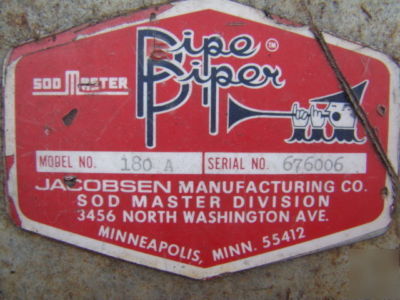 Pipe Piper TM
SOD MASTER
MODEL NO. 180 A SERIAL NO. 676006
JACOBSEN MANUFACTURING CO.
SOD MASTER DIVISION
3456 NORTH WASHINGTON AVE.
MINNEAPOLIS, MINN. 55412